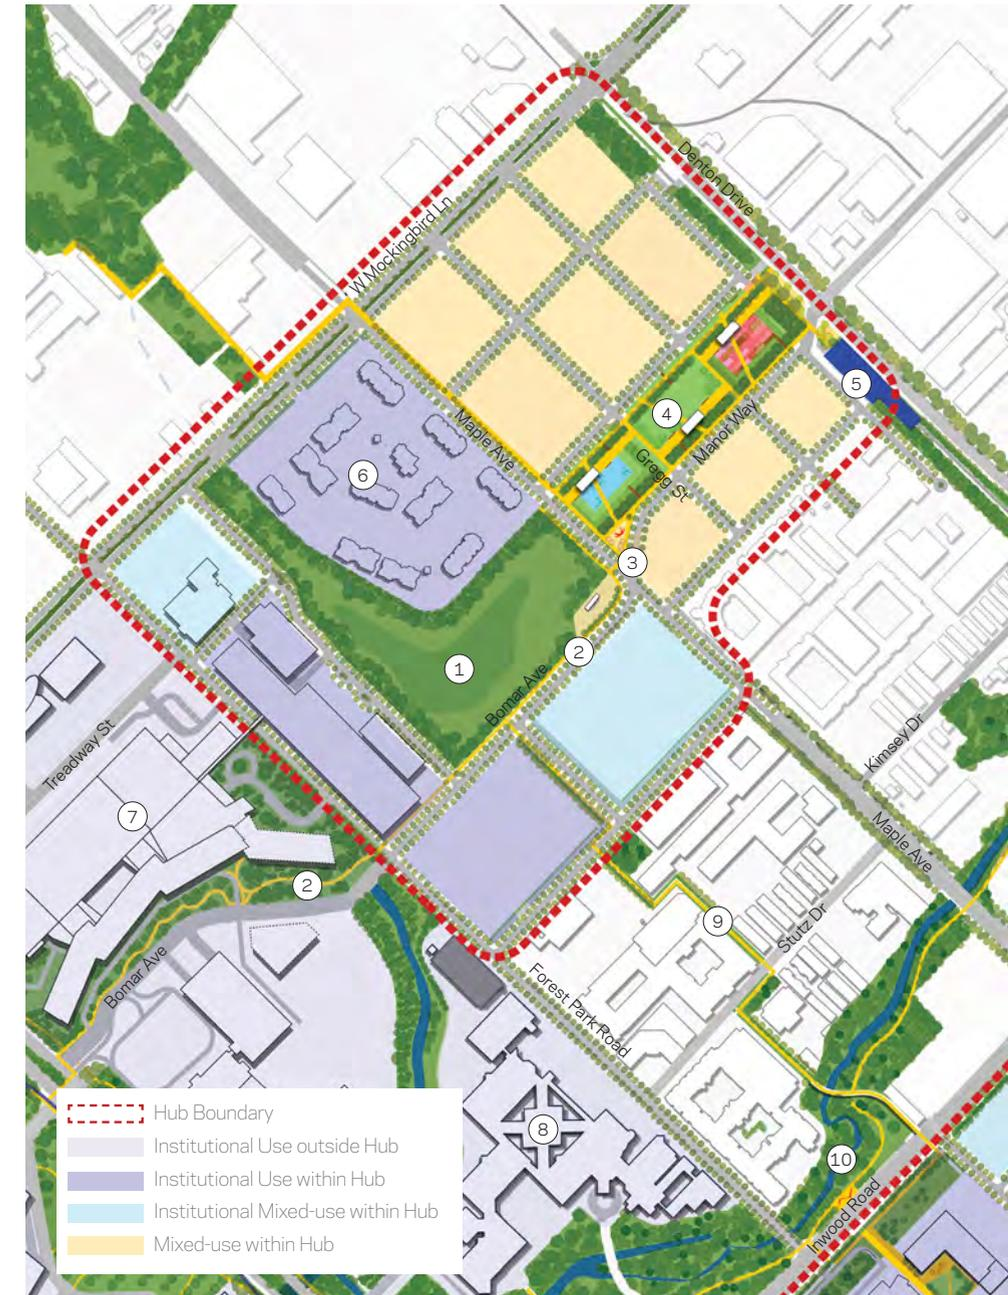 Denton Drive
W Mockingbird Ln
5
4
Manor Way
Maple Ave
Gregg St
6
3
2
1
Bomar Ave
Kimsey Dr
Treadway St
7
Maple Ave
2
9
Stutz Dr
Bomar Ave
Forest Park Road
8
10
Inwood Road
Hub Boundary
Institutional Use outside Hub
Institutional Use within Hub
Institutional Mixed-use within Hub
Mixed-use within Hub